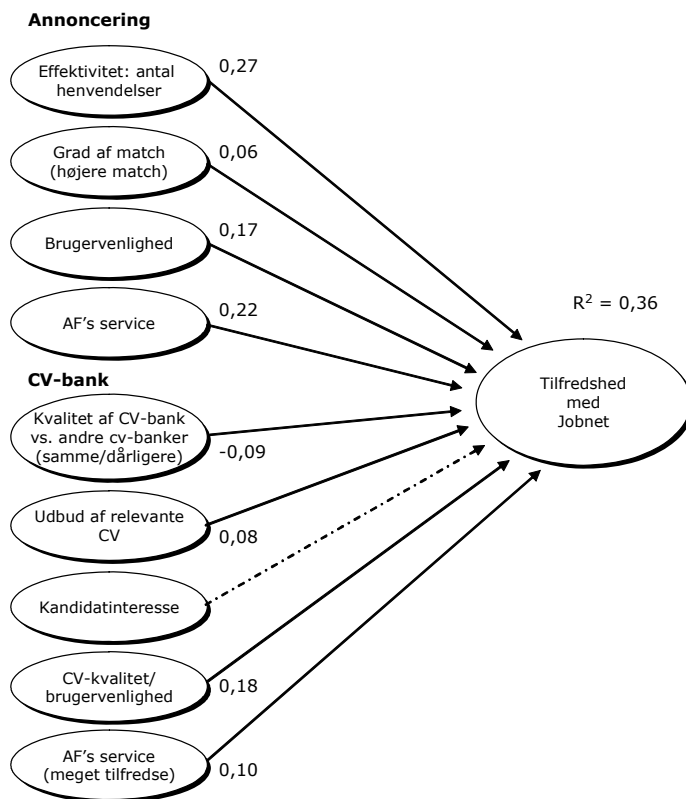 Annoncering
Effektivitet: antal
henvendelser
0,27
Grad af match
(højere match)
0,06
Brugervenlighed
0,17
AF's service
0,22
R² = 0,36
Tilfredshed
med
Jobnet
CV-bank
Kvalitet af CV-bank
vs. andre cv-banker
(samme/dårligere)
-0,09
Udbud af relevante
CV
0,08
Kandidatinteresse
CV-kvalitet/
brugervenlighed
0,18
AF's service
(meget tilfredse)
0,10